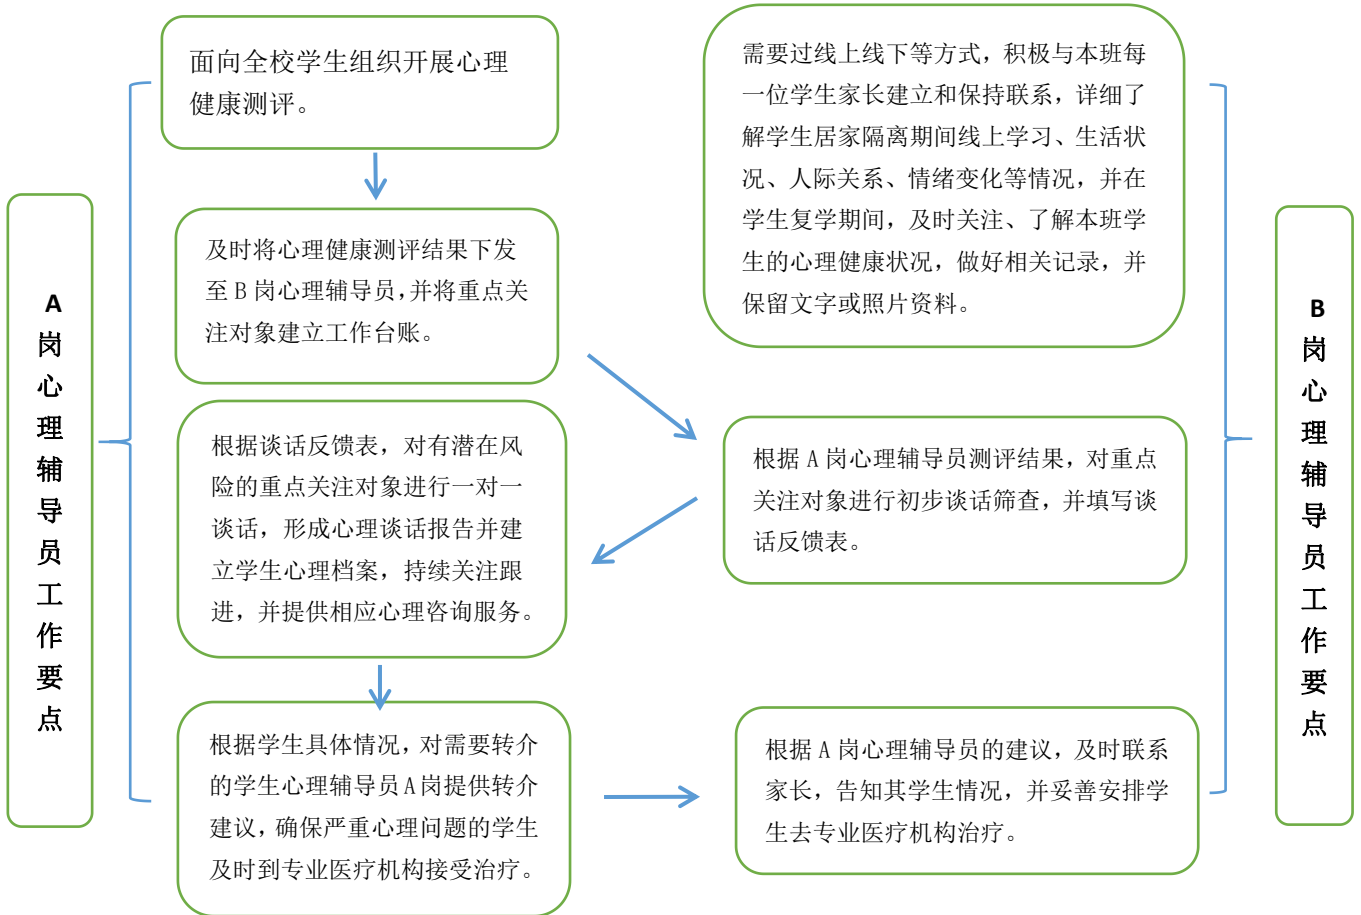 A
岗
心
理
辅
导
员
工
作
要
点
面向全校学生组织开展心理
健康测评。
及时将心理健康测评结果下发
至 B 岗心理辅导员,并将重点关
注对象建立工作台账。
根据谈话反馈表，对有潜在风
险的重点关注对象进行一对一
谈话，形成心理谈话报告并建
立学生心理档案，持续关注跟
进，并提供相应心理咨询服务。
根据学生具体情况，对需要转介
的学生心理辅导员 A 岗提供转介
建议，确保严重心理问题的学生
及时到专业医疗机构接受治疗。
需要过线上线下等方式，积极与本班每
一位学生家长建立和保持联系，详细了
解学生居家隔离期间线上学习、生活状
况、人际关系、情绪变化等情况，并在
学生复学期间，及时关注、了解本班学
生的心理健康状况，做好相关记录，并
保留文字或照片资料。
根据 A 岗心理辅导员测评结果，对重点
关注对象进行初步谈话筛查，并填写谈
话反馈表。
根据 A 岗心理辅导员的建议，及时联系
家长，告知其学生情况，并妥善安排学
生去专业医疗机构治疗。
B
岗
心
理
辅
导
员
工
作
要
点